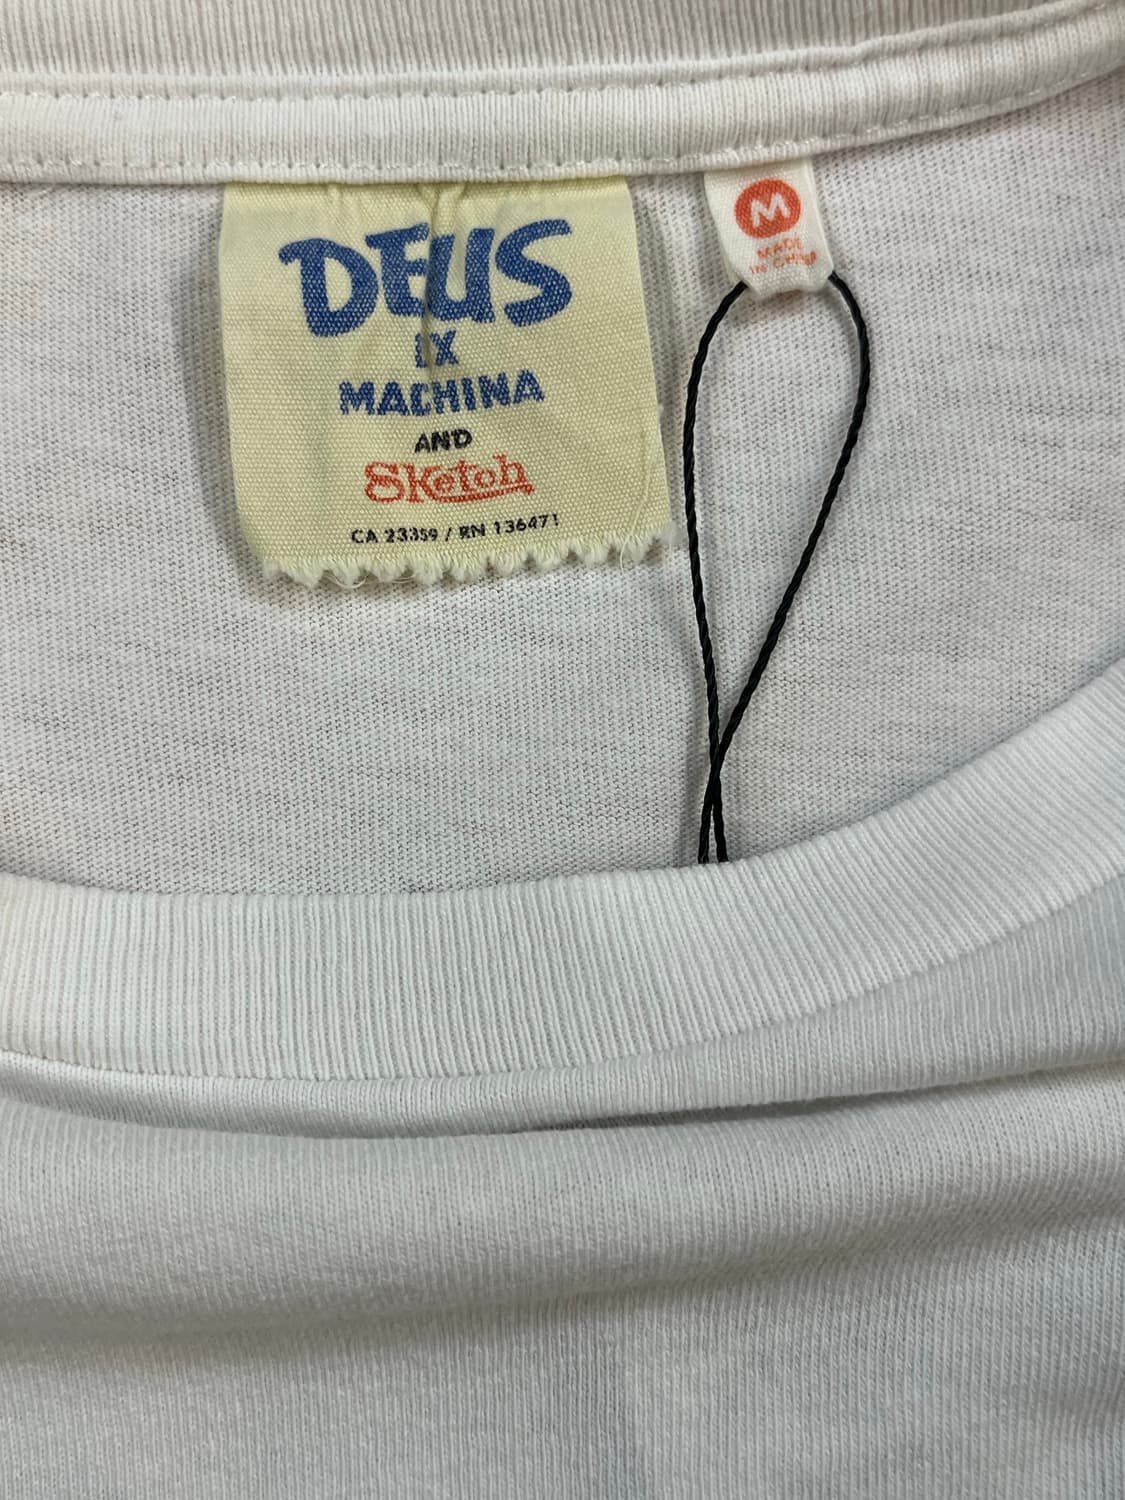 DEUS
EX
MACHINA
AND
Sketch
CA 23359 / RN 136471
M
MADE
IN CHINA